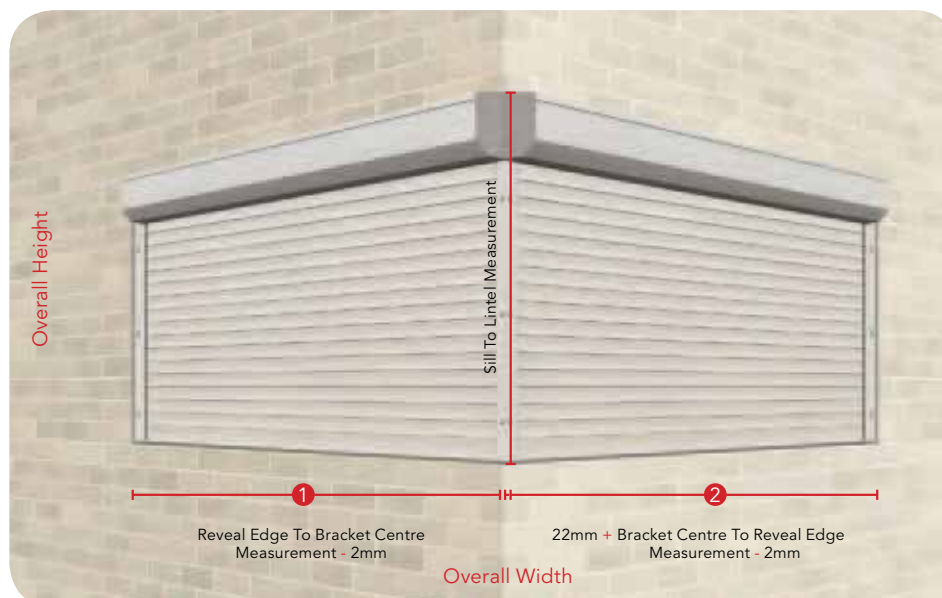 Overall Height
Sill To Lintel Measurement
1
2
Reveal Edge To Bracket Centre
Measurement - 2mm
22mm + Bracket Centre To Reveal Edge
Measurement - 2mm
Overall Width